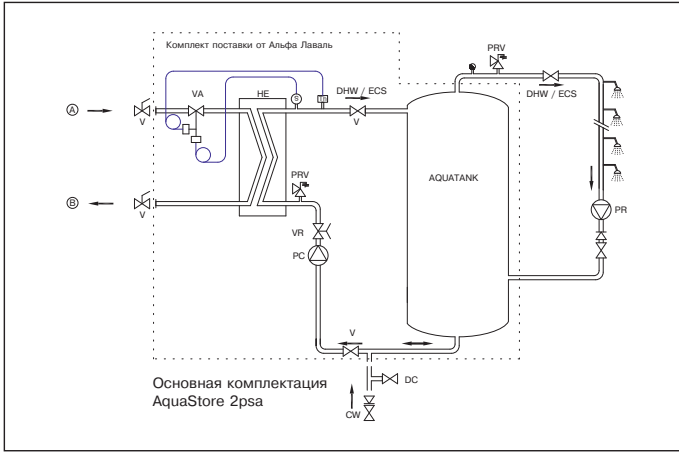 Комплект поставки от Альфа Лаваль
PRV
VA
HE
DHW / ECS
DHW / ECS
S
TS
A
V
V
AQUATANK
B
V
PRV
VR
PC
PR
V
DC
CW
Основная комплектация
AquaStore 2psa